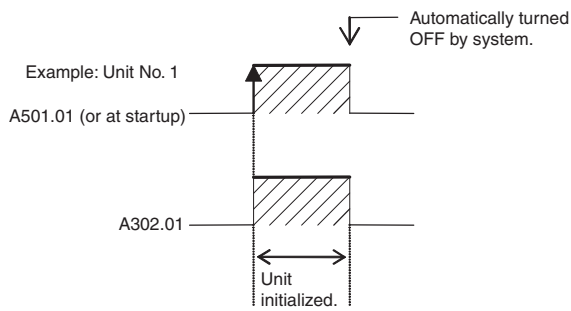 Automatically turned
OFF by system.
Example: Unit No. 1
A501.01 (or at startup)
A302.01
Unit
initialized.